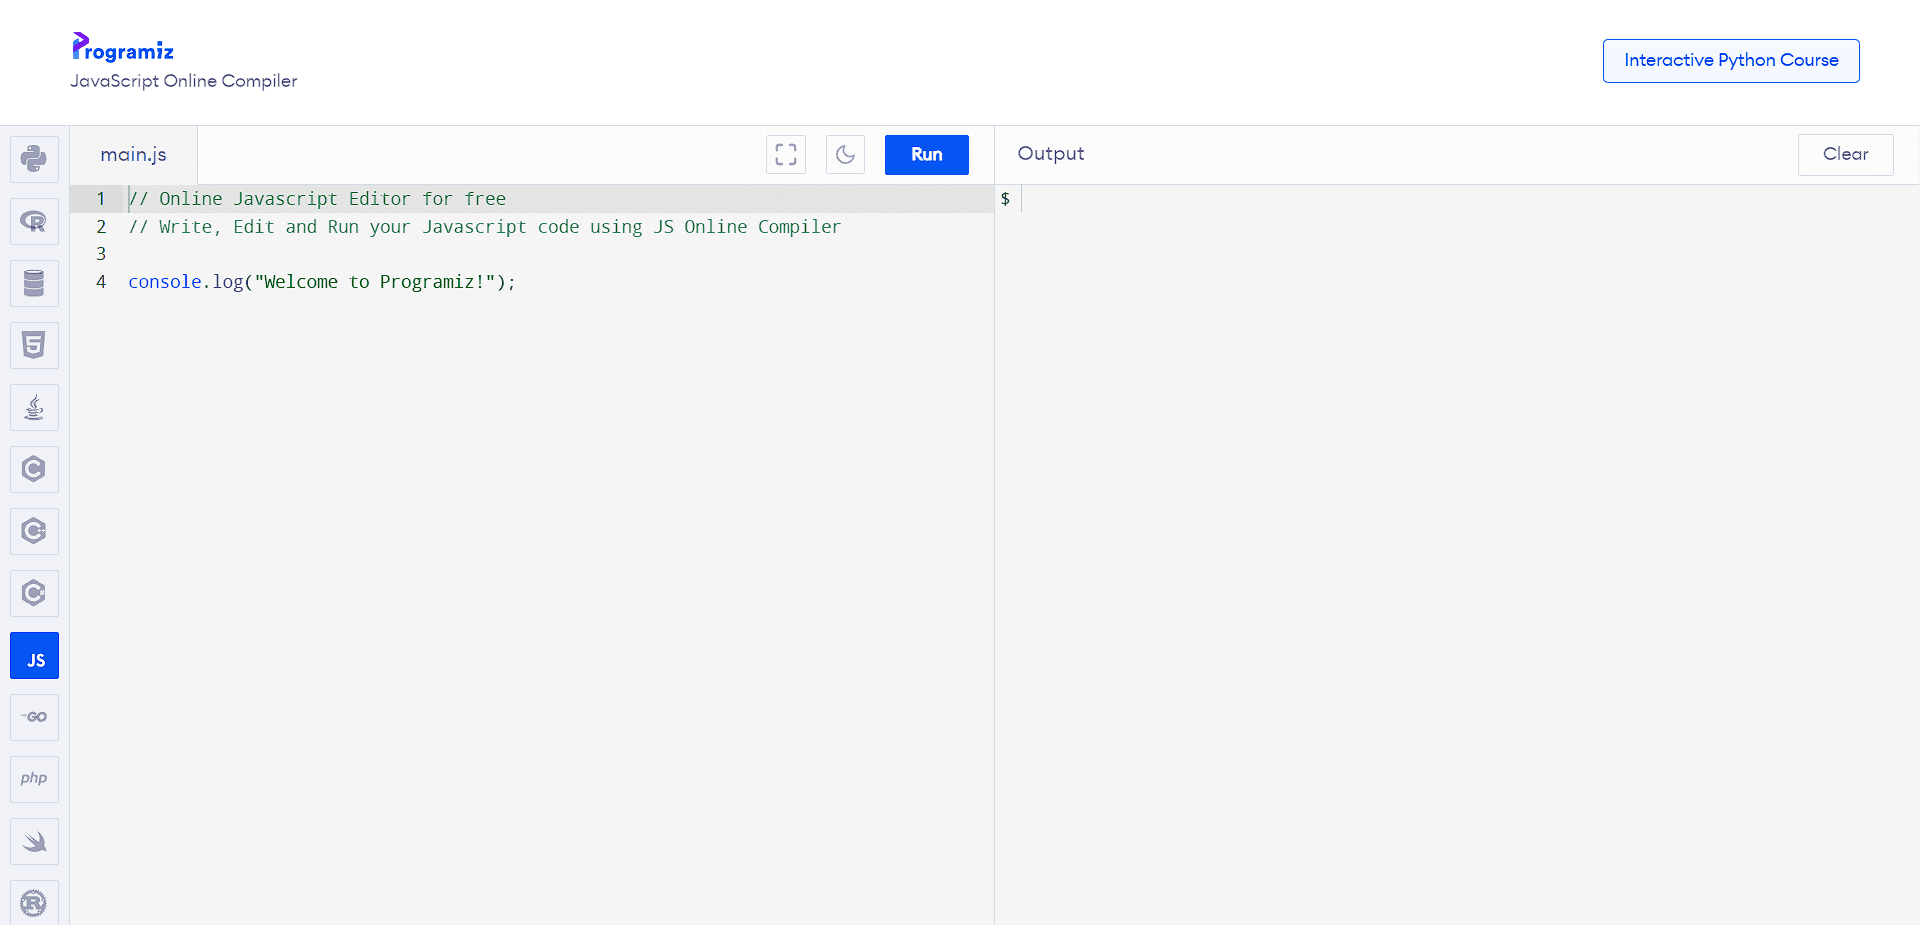 Programiz
JavaScript Online Compiler
Interactive Python Course
main.js
Run
Output
Clear
1 // Online Javascript Editor for free
2 // Write, Edit and Run your Javascript code using JS Online Compiler
3
4 console.log("Welcome to Programiz!");
$
R
5
C
C
C
JS
GO
php
R